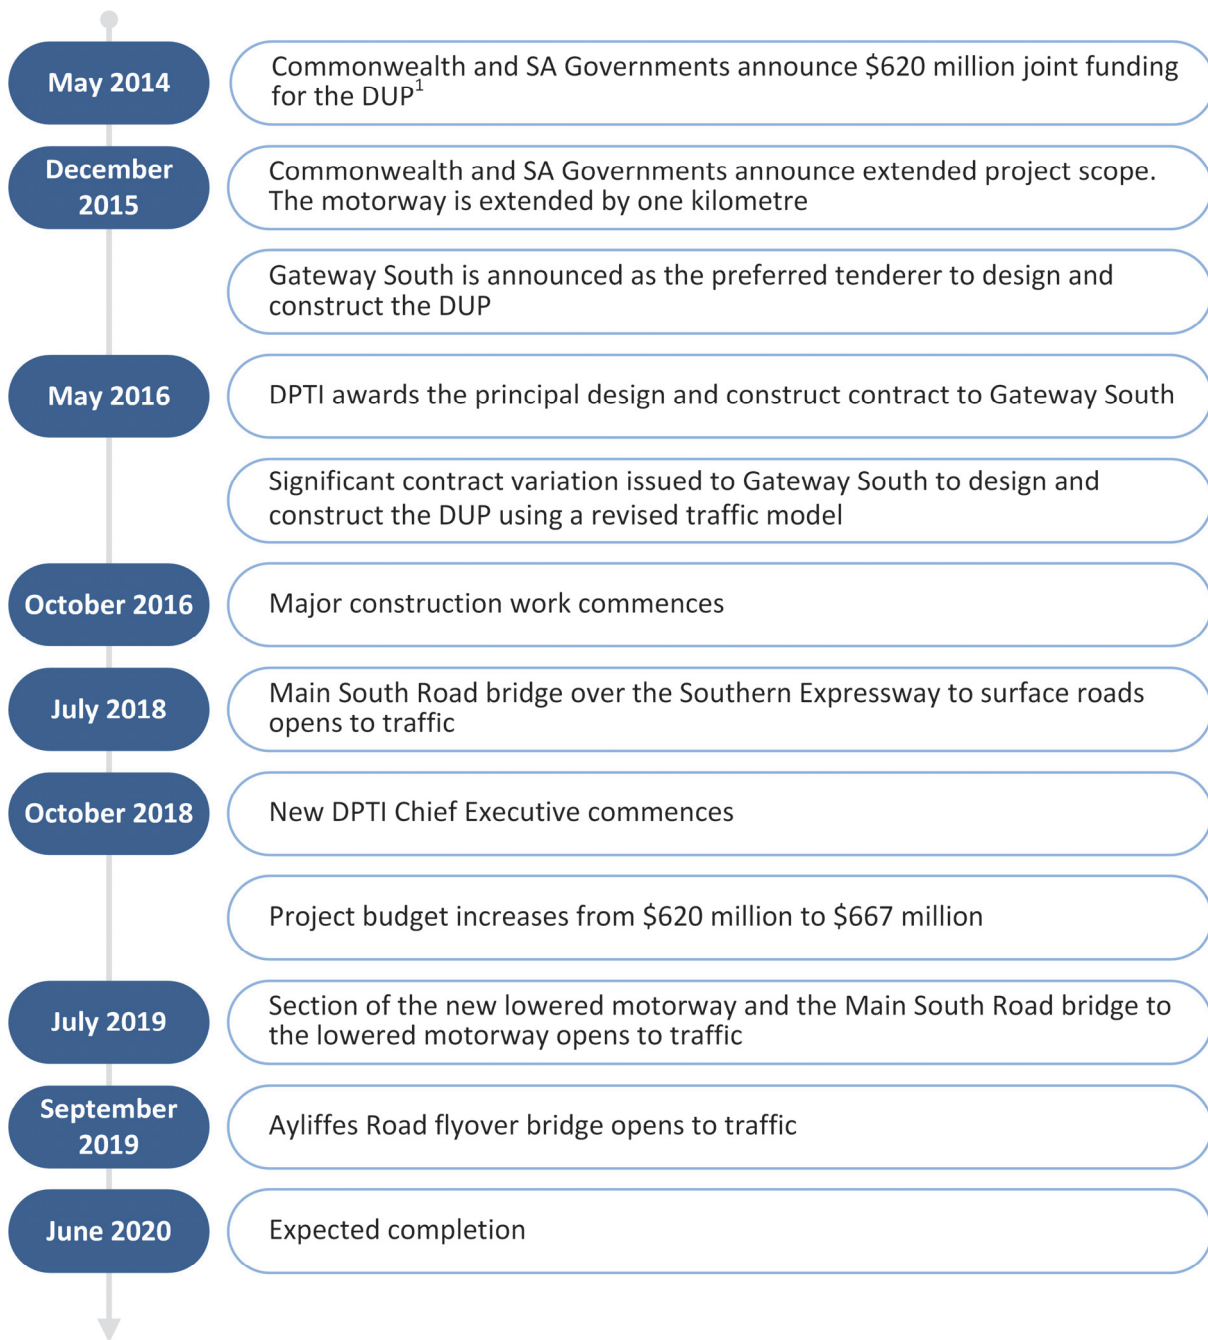 May 2014
Commonwealth and SA Governments announce $620 million joint funding
for the DUP¹
December
2015
Commonwealth and SA Governments announce extended project scope.
The motorway is extended by one kilometre
Gateway South is announced as the preferred tenderer to design and
construct the DUP
May 2016
DPTI awards the principal design and construct contract to Gateway South
Significant contract variation issued to Gateway South to design and
construct the DUP using a revised traffic model
October 2016
Major construction work commences
July 2018
Main South Road bridge over the Southern Expressway to surface roads
opens to traffic
October 2018
New DPTI Chief Executive commences
Project budget increases from $620 million to $667 million
July 2019
Section of the new lowered motorway and the Main South Road bridge to
the lowered motorway opens to traffic
September
2019
Ayliffes Road flyover bridge opens to traffic
June 2020
Expected completion